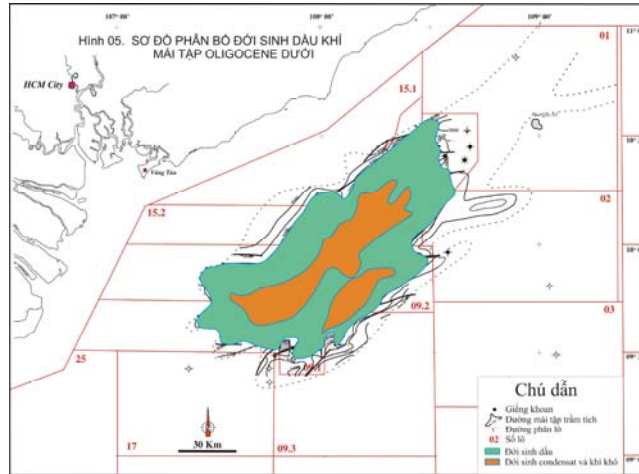 107° 00'
108° 00'
109° 00'
Hình 05. SƠ ĐỒ PHÂN BỐ ĐỚI SINH DẦU KHÍ
MÁI TẬP OLIGOCENE DƯỚI
01
HCM City
15.1
Vũng Tàu
02
15.2
09.2
03
25
17
09.3
30 Km
Chú dẫn
Giếng khoan
Đường mái tập trầm tích
Đường phân lô
02 Số lô
Đới sinh dầu
Đới sinh condensat và khí khô